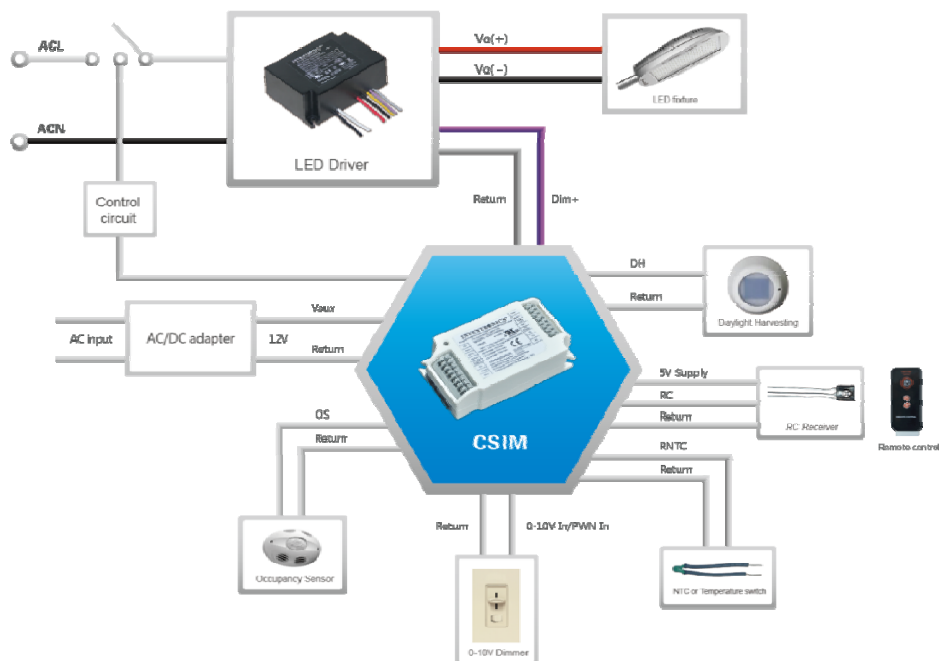 ACL
ACN
LED Driver
Vo(+)
Vo(-)
LED fixture
Control
circuit
Return
Dim+
DH
Return
Daylight Harvesting
AC input
AC/DC adapter
Vaux
12V
Return
CSIM
5V Supply
RC
Return
RC Receiver
Remote control
OS
Return
RNTC
Return
Occupancy Sensor
Return
0-10V In/PWN In
NTC or Temperature switch
0-10V Dimmer